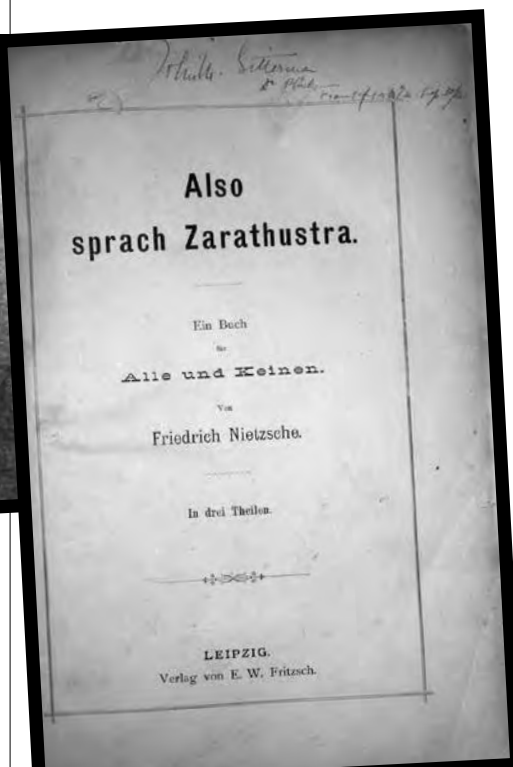 Also
sprach Zarathustra.
Ein Buch
für
Alle und Keinen.
Von
Friedrich Nietzsche.
In drei Theilen.
LEIPZIG.
Verlag von E. W. Fritzsch.